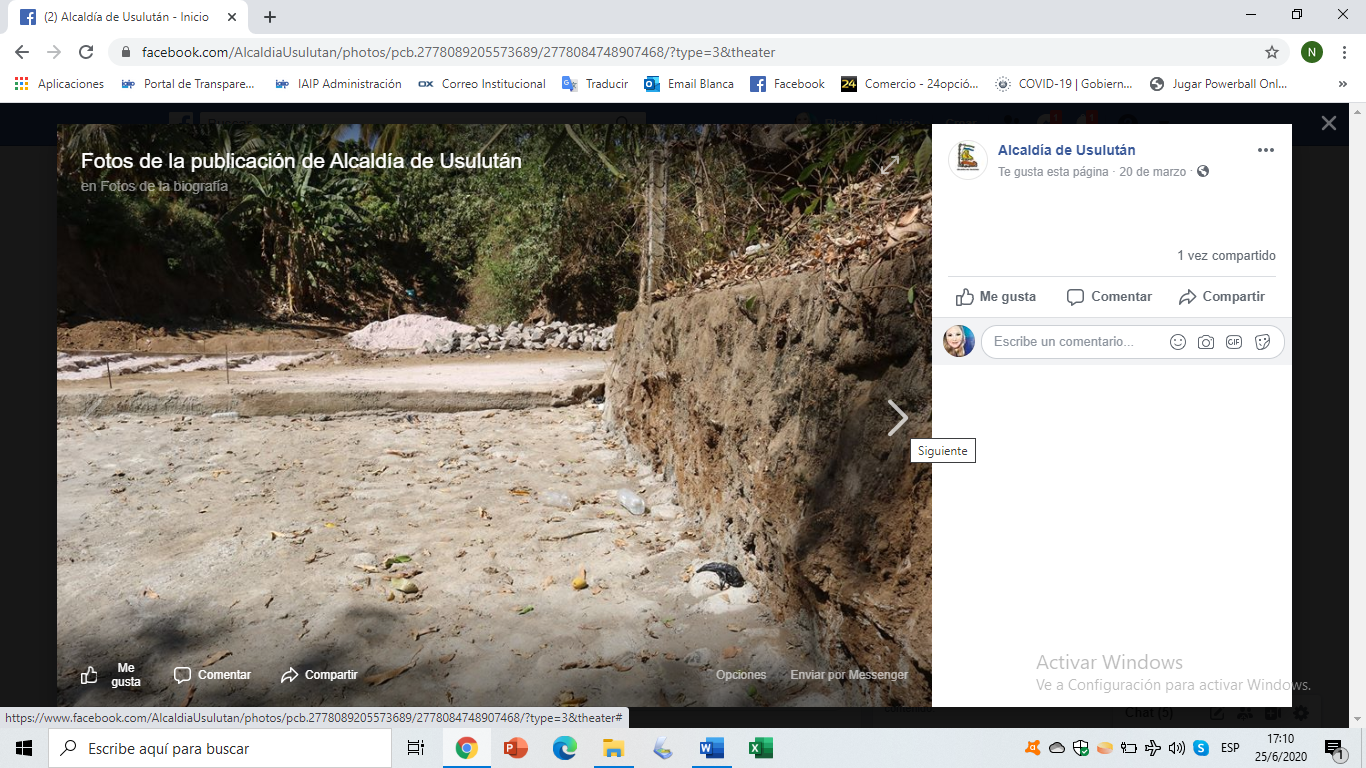 (2) Alcaldía de Usulután - Inicio
facebook.com/AlcaldiaUsulutan/photos/pcb.2778089205573689/2778084748907468/?type=3&theater
N
Aplicaciones
Portal de Transpare...
IAIP Administración
Correo Institucional
Traducir
Email Blanca
Facebook
24 Comercio - 24opció...
COVID-19 | Gobiern...
Jugar Powerball Onl...
Fotos de la publicación de Alcaldía de Usulután
en Fotos de la biografía
Alcaldía de Usulután
Te gusta esta página · 20 de marzo ·
1 vez compartido
Me gusta
Comentar
Compartir
Escribe un comentario...
GIF
Siguiente
Me gusta
Comentar
Compartir
Opciones
Enviar por Messenger
Activar Windows
Ve a Configuración para activar Windows.
Chat (5)
https://www.facebook.com/AlcaldiaUsulutan/photos/pcb.2778089205573689/2778084748907468/?type=3&theater#
Escribe aquí para buscar
ESP
17:10
25/6/2020
1